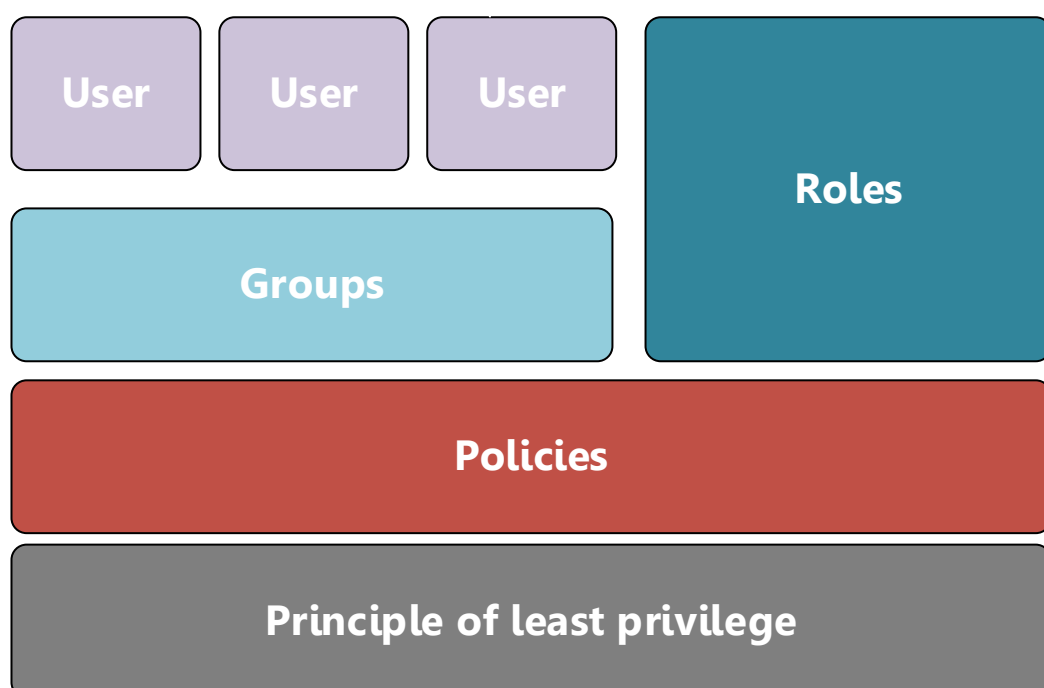 User
User
User
Roles
Groups
Policies
Principle of least privilege